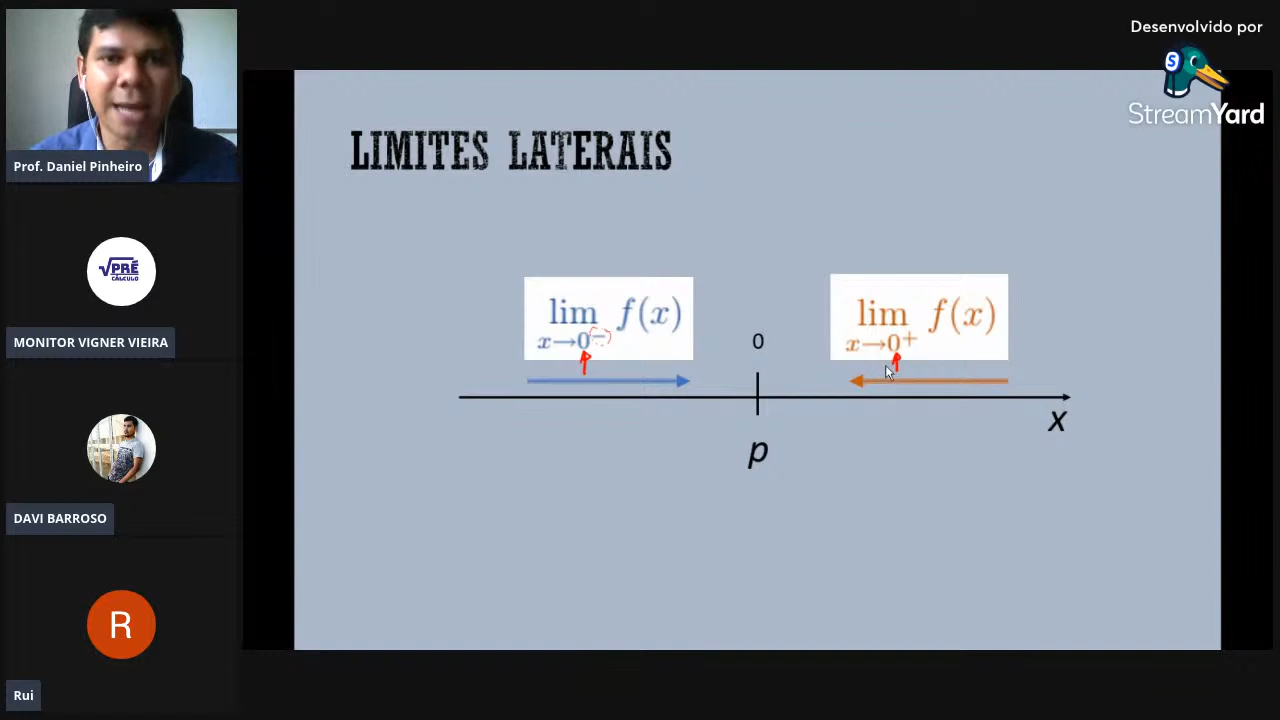 Desenvolvido por
S
StreamYard
LIMITES LATERAIS
Prof. Daniel Pinheiro
√PRÉ
CÁLCULO
MONITOR VIGNER VIEIRA
DAVI BARROSO
R
Rui
lim f(x)
x→0⁻
p
0
lim f(x)
x→0⁺
p
x
p